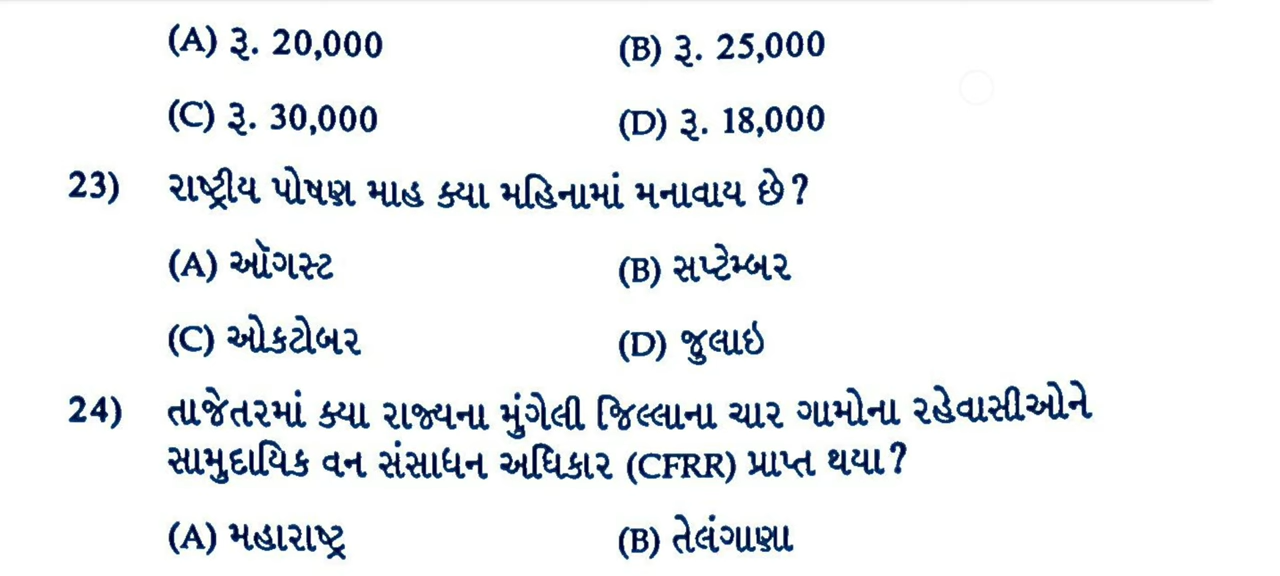 (A) રૂ. 20,000 (B) રૂ. 25,000
(C) રૂ. 30,000 (D) રૂ. 18,000
23) રાષ્ટ્રીય પોષણ માહ ક્યા મહિનામાં મનાવાય છે?
(A) ઑગસ્ટ (B) સપ્ટેમ્બર
(C) ઓકટોબર (D) જુલાઇ
24) તાજેતરમાં ક્યા રાજ્યના મુંગેલી જિલ્લાના ચાર ગામોના રહેવાસીઓને
સામુદાયિક વન સંસાધન અધિકાર (CFRR) પ્રાપ્ત થયા?
(A) મહારાષ્ટ્ર (B) તેલંગાણા